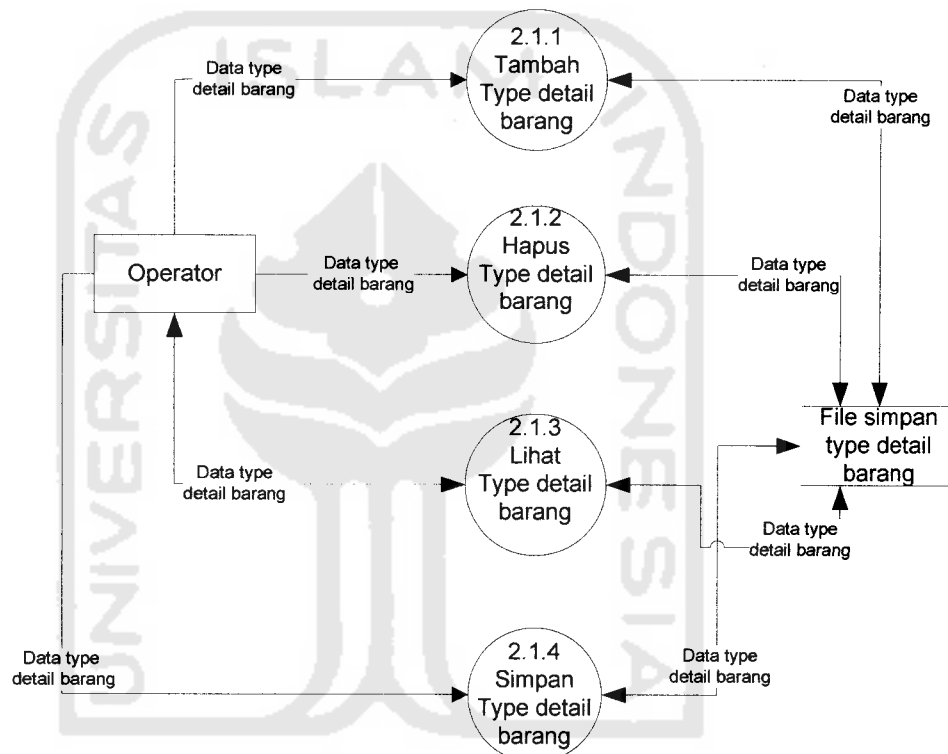 2.1.1
Tambah
Type detail
barang
Data type
detail barang
Data type
detail barang
2.1.2
Hapus
Type detail
barang
Operator
Data type
detail barang
Data type
detail barang
File simpan
type detail
barang
2.1.3
Lihat
Type detail
barang
Data type
detail barang
Data type
detail barang
2.1.4
Simpan
Type detail
barang
Data type
detail barang
Data type
detail barang
UNIVERSITAS
ISLAM
INDONESIA